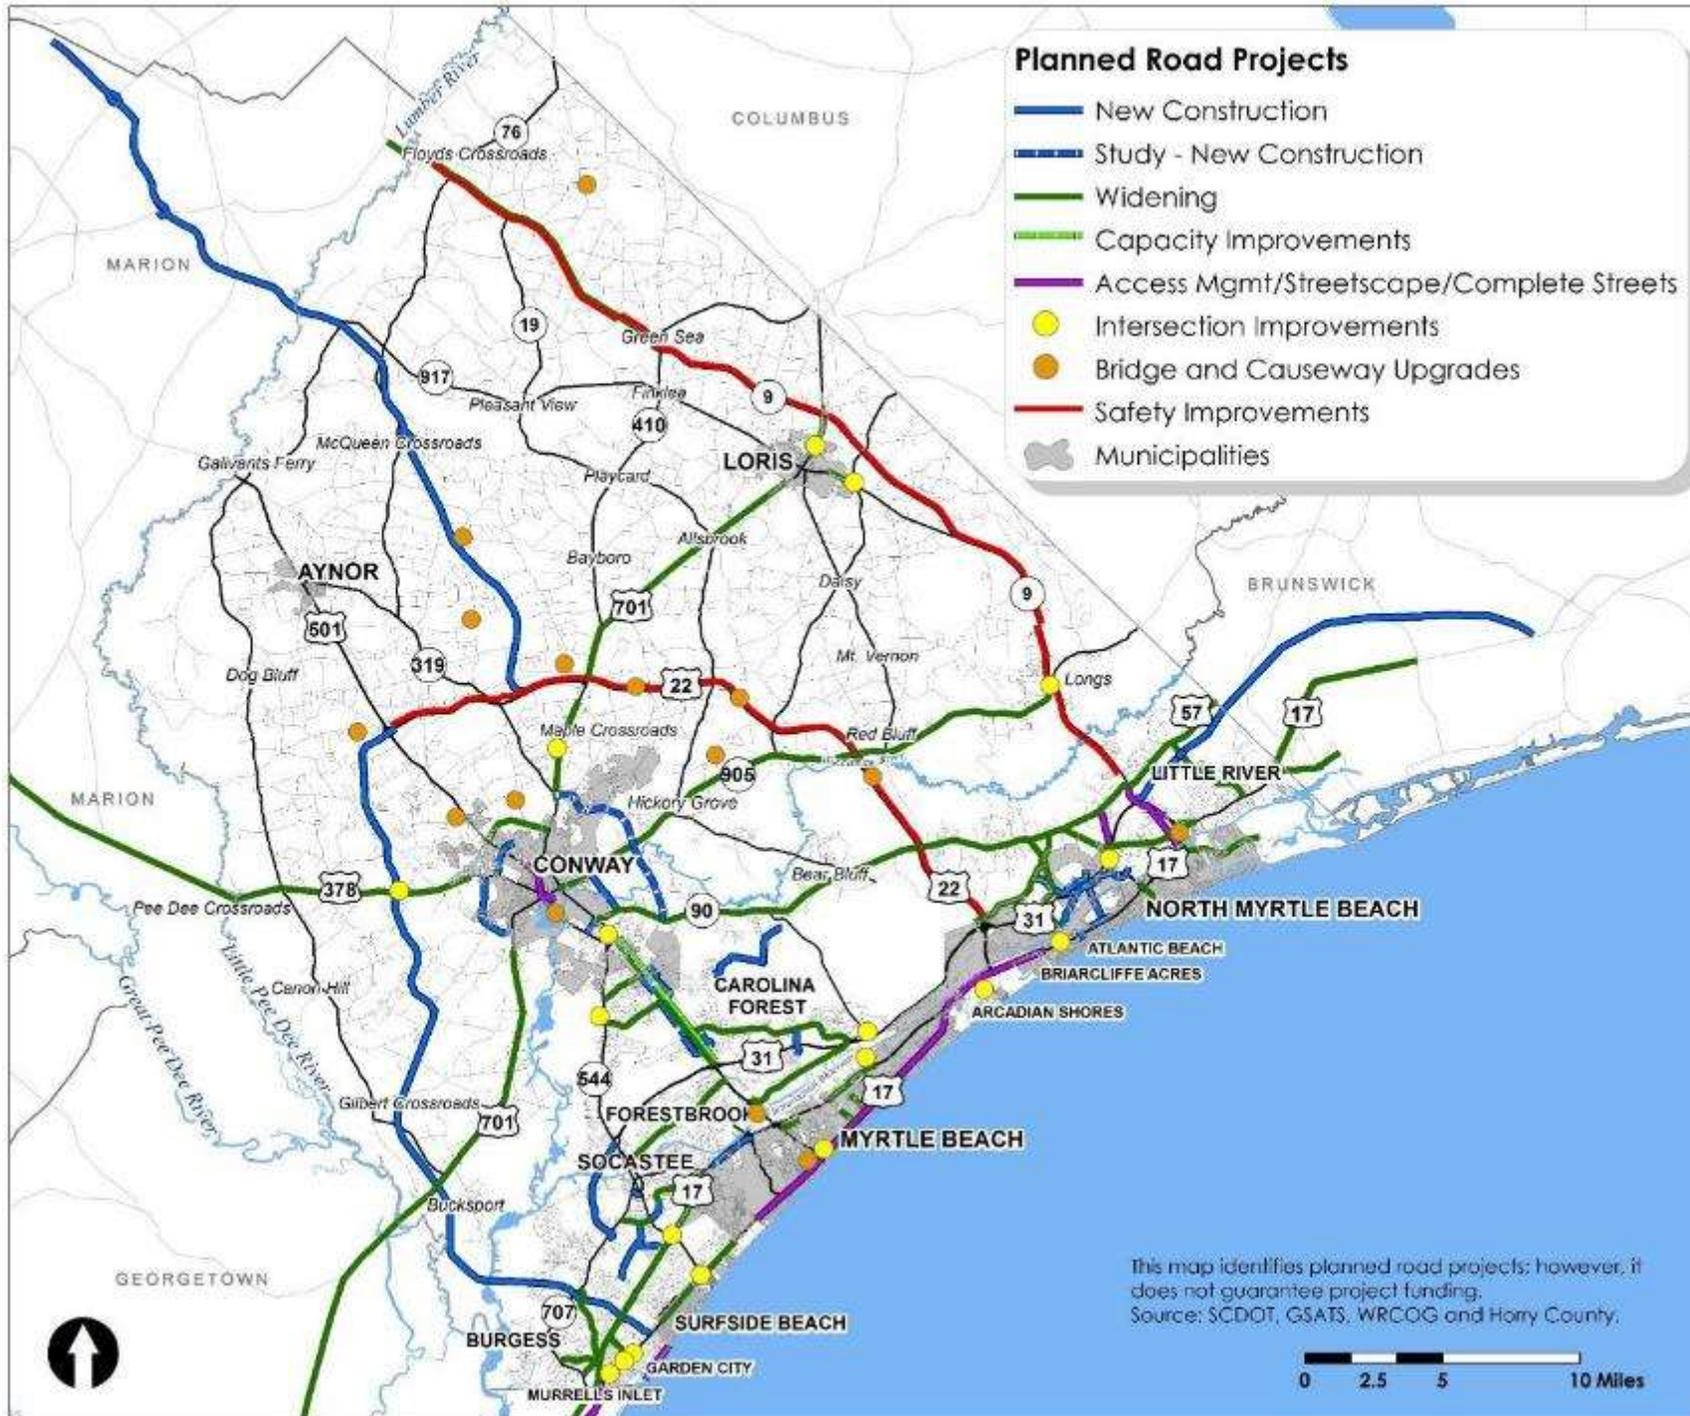 Planned Road Projects
New Construction
Study - New Construction
Widening
Capacity Improvements
Access Mgmt/Streetscape/Complete Streets
Intersection Improvements
Bridge and Causeway Upgrades
Safety Improvements
Municipalities
COLUMBUS
Lumber River
76
Floyds Crossroads
MARION
19
Green Sea
917
Pleasant View
Finklea
9
410
McQueen Crossroads
Galivants Ferry
LORIS
Playcard
Allsbrook
Bayboro
AYNOR
Daisy
BRUNSWICK
9
701
501
319
Dog Bluff
Mt. Vernon
Longs
22
57
17
Maple Crossroads
Red Bluff
905
LITTLE RIVER
MARION
Hickory Grove
CONWAY
17
378
Bear Bluff
22
Pee Dee Crossroads
90
31
NORTH MYRTLE BEACH
ATLANTIC BEACH
BRIARCLIFFE ACRES
CAROLINA
FOREST
ARCADIAN SHORES
Canon Hill
Little Pee Dee River
Great Pee Dee River
31
544
17
Gilbert Crossroads
701
FORESTBROOK
MYRTLE BEACH
SOCASTEE
17
Bucksport
GEORGETOWN
707
BURGESS
SURFSIDE BEACH
GARDEN CITY
MURRELLS INLET
This map identifies planned road projects; however, it
does not guarantee project funding.
Source: SCDOT, GSATS, WRCOG and Horry County.
0 2.5 5 10 Miles